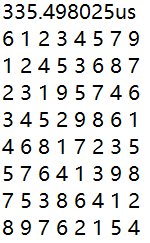 335.498025us
6 1 2 3 4 5 7 9
1 2 4 5 3 6 8 7
2 3 1 9 5 7 4 6
3 4 5 2 9 8 6 1
4 6 8 1 7 2 3 5
5 7 6 4 1 3 9 8
7 5 3 8 6 4 1 2
8 9 7 6 2 1 5 4